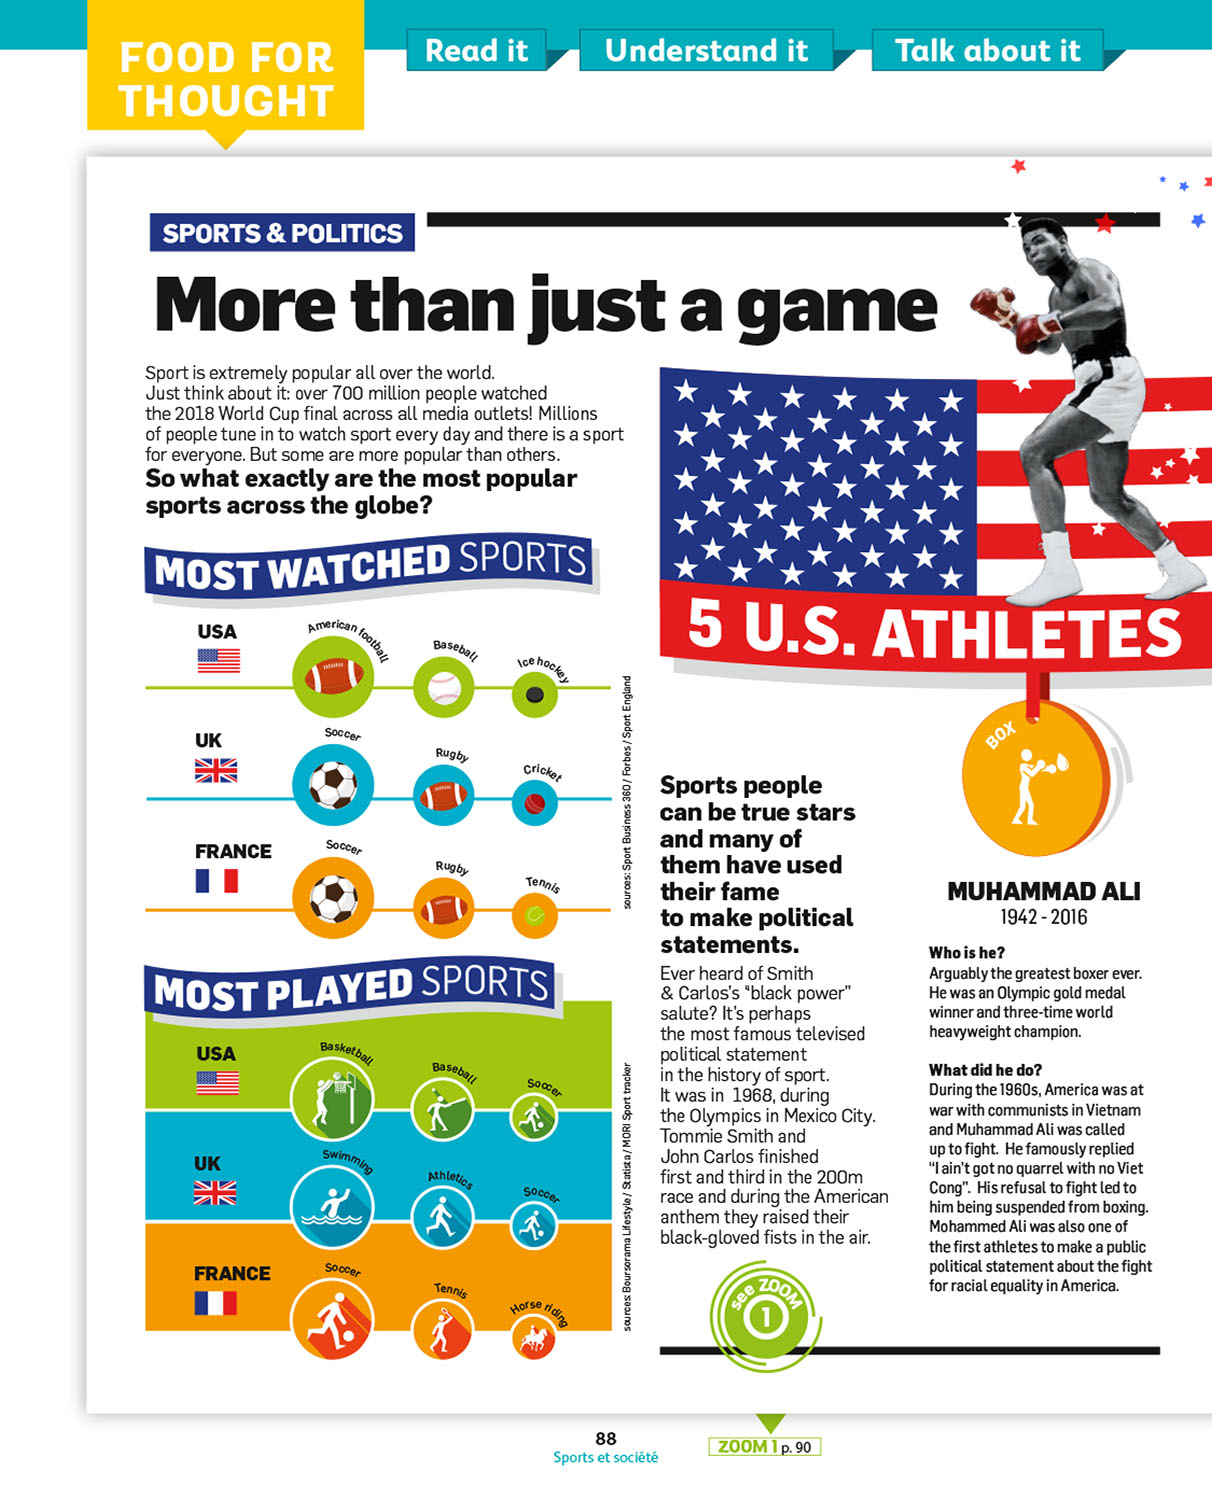 FOOD FOR
THOUGHT
Read it
Understand it
Talk about it
SPORTS & POLITICS
More than just a game
Sport is extremely popular all over the world.
Just think about it: over 700 million people watched
the 2018 World Cup final across all media outlets! Millions
of people tune in to watch sport every day and there is a sport
for everyone. But some are more popular than others.
So what exactly are the most popular
sports across the globe?
MOST WATCHED SPORTS
USA
American football
Baseball
Ice hockey
UK
Soccer
Rugby
Cricket
FRANCE
Soccer
Rugby
Tennis
sources: Sport Business 360 / Forbes / Sport England
MOST PLAYED SPORTS
USA
Basketball
Baseball
Soccer
UK
Swimming
Athletics
Soccer
FRANCE
Soccer
Tennis
Horse riding
sources: Boursorama Lifestyle / Statista / MORI Sport tracker
5 U.S. ATHLETES
Sports people
can be true stars
and many of
them have used
their fame
to make political
statements.
Ever heard of Smith
& Carlos's "black power"
salute? It's perhaps
the most famous televised
political statement
in the history of sport.
It was in 1968, during
the Olympics in Mexico City.
Tommie Smith and
John Carlos finished
first and third in the 200m
race and during the American
anthem they raised their
black-gloved fists in the air.
see ZOOM
1
BOX
MUHAMMAD ALI
1942 - 2016
Who is he?
Arguably the greatest boxer ever.
He was an Olympic gold medal
winner and three-time world
heavyweight champion.
What did he do?
During the 1960s, America was at
war with communists in Vietnam
and Muhammad Ali was called
up to fight. He famously replied
"I ain't got no quarrel with no Viet
Cong". His refusal to fight led to
him being suspended from boxing.
Mohammed Ali was also one of
the first athletes to make a public
political statement about the fight
for racial equality in America.
88
Sports et société
ZOOM 1 p. 90